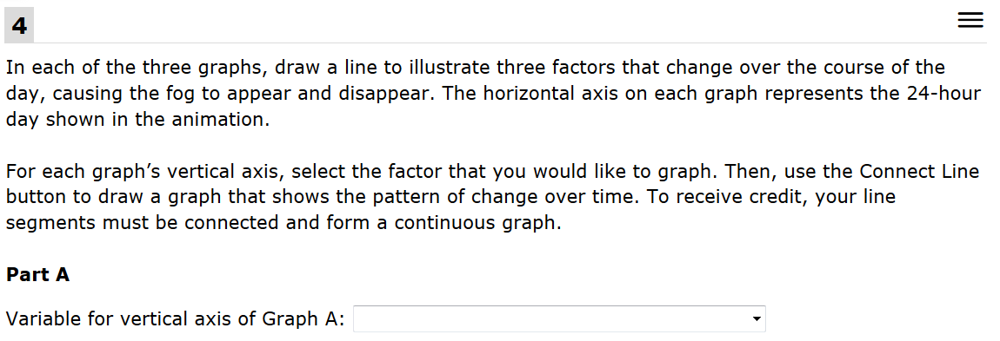 4
In each of the three graphs, draw a line to illustrate three factors that change over the course of the
day, causing the fog to appear and disappear. The horizontal axis on each graph represents the 24-hour
day shown in the animation.
For each graph’s vertical axis, select the factor that you would like to graph. Then, use the Connect Line
button to draw a graph that shows the pattern of change over time. To receive credit, your line
segments must be connected and form a continuous graph.
Part A
Variable for vertical axis of Graph A: